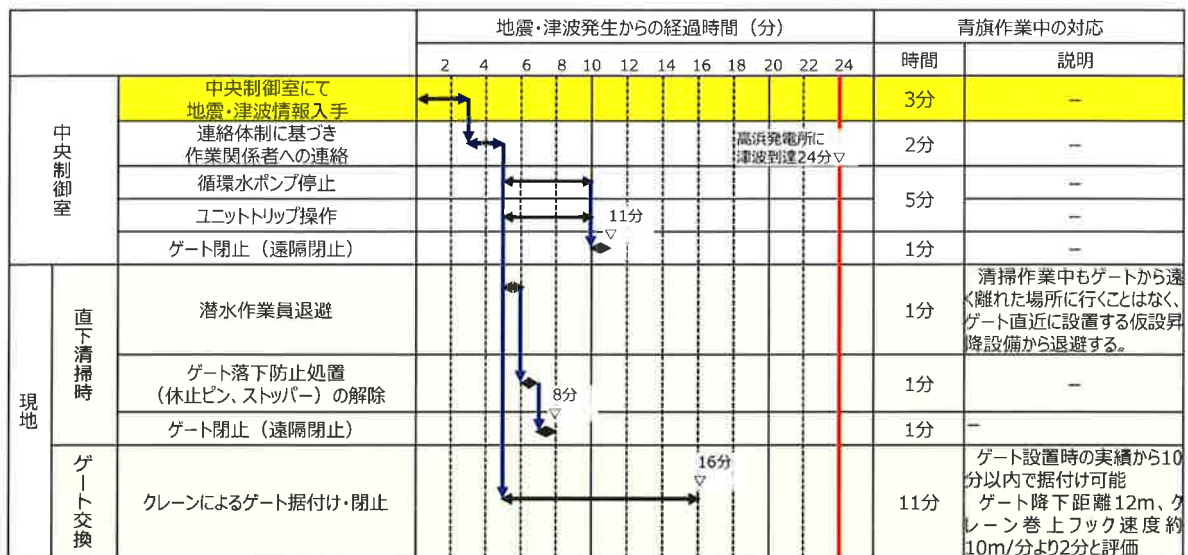 地震・津波発生からの経過時間（分）
青旗作業中の対応
2 4 6 8 10 12 14 16 18 20 22 24
時間
説明
中央制御室
中央制御室にて
地震・津波情報入手
3分
－
連絡体制に基づき
作業関係者への連絡
高浜発電所に
津波到達24分▽
2分
－
循環水ポンプ停止
5分
－
ユニットトリップ操作
11分
▽
－
ゲート閉止（遠隔閉止）
1分
－
現地
直下清掃時
潜水作業員退避
1分
清掃作業中もゲートから遠
く離れた場所に行くことはなく、
ゲート直近に設置する仮設昇
降設備から退避する。
ゲート落下防止処置
（休止ピン、ストッパー）の解除
8分
▽
1分
－
ゲート閉止（遠隔閉止）
1分
－
ゲート交換
クレーンによるゲート据付け・閉止
16分
▽
11分
ゲート設置時の実績から10
分以内で据付け可能
ゲート降下距離12m、ク
レーン巻上フック速度約
10m/分より2分と評価